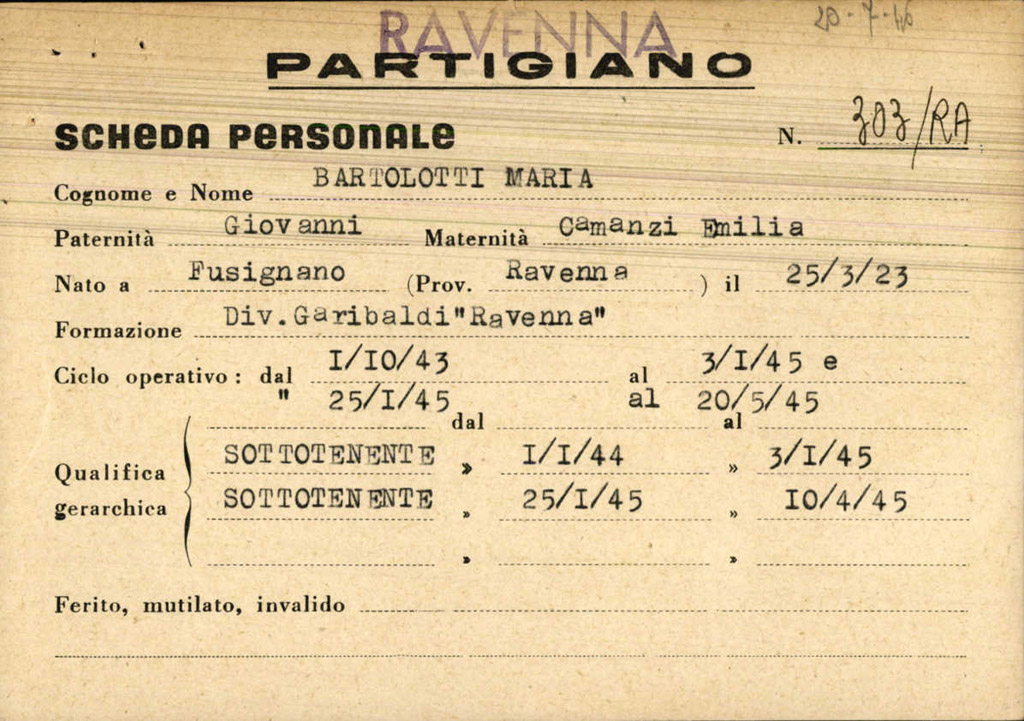 RAVENNA 20-7-46
PARTIGIANO
SCHEDA PERSONALE N. 303/RA
Cognome e Nome BARTOLOTTI MARIA
Paternità Giovanni Maternità Camanzi Emilia
Nato a Fusignano (Prov. Ravenna ) il 25/3/23
Formazione Div.Garibaldi"Ravenna"
Ciclo operativo: dal I/IO/43 al 3/I/45 e
" 25/I/45 al 20/5/45
dal al
Qualifica gerarchica SOTTOTENENTE » I/I/44 » 3/I/45
SOTTOTENENTE » 25/I/45 » IO/4/45
» »
Ferito, mutilato, invalido